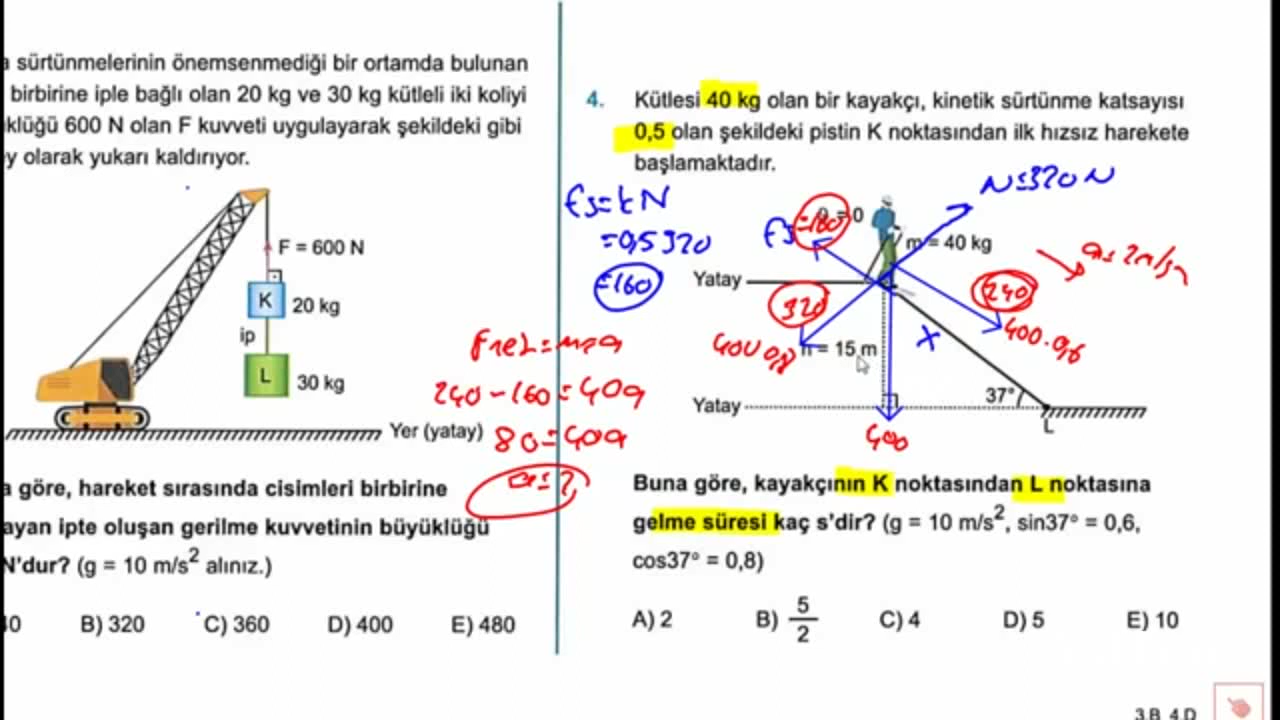 a sürtünmelerinin önemsenmediği bir ortamda bulunan
birbirine iple bağlı olan 20 kg ve 30 kg kütleli iki koliyi
klüğü 600 N olan F kuvveti uygulayarak şekildeki gibi
y olarak yukarı kaldırıyor.
F = 600 N
K
20 kg
ip
L
30 kg
Yer (yatay)
a göre, hareket sırasında cisimleri birbirine
ayan ipte oluşan gerilme kuvvetinin büyüklüğü
N'dur? (g = 10 m/s² alınız.)
40 B) 320 C) 360 D) 400 E) 480
4. Kütlesi 40 kg olan bir kayakçı, kinetik sürtünme katsayısı
0,5 olan şekildeki pistin K noktasından ilk hızsız harekete
başlamaktadır.
fs=kN
=0,5 320
=160
Fnet=m.a
240-160=40a
80=40a
a=2
N=320 N
fs =160
= 0
m = 40 kg
a=2m/sn
Yatay
320
240
400.0,6
400 0,8
= 15 m
x
37°
Yatay
L
400
Buna göre, kayakçının K noktasından L noktasına
gelme süresi kaç s'dir? (g = 10 m/s², sin37° = 0,6,
cos37° = 0,8)
A) 2 B) 5/2 C) 4 D) 5 E) 10
3.B 4.D